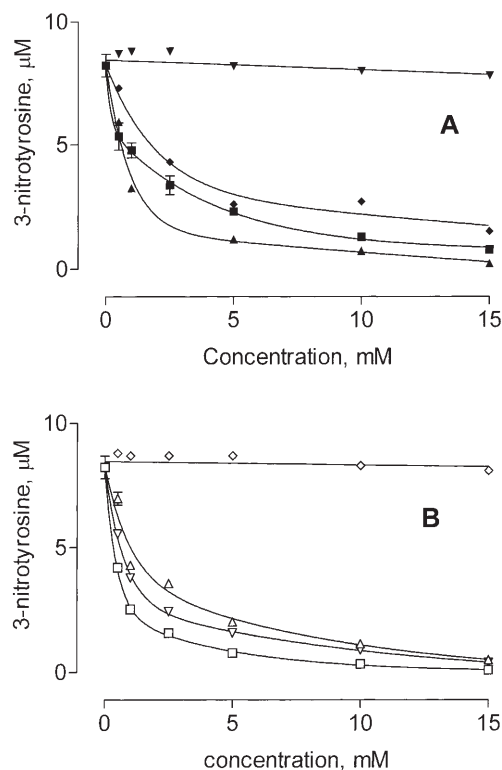 10
5
0
3-nitrotyrosine, µM
A
0 5 10 15
Concentration, mM
10
5
0
3-nitrotyrosine, µM
B
0 5 10 15
concentration, mM